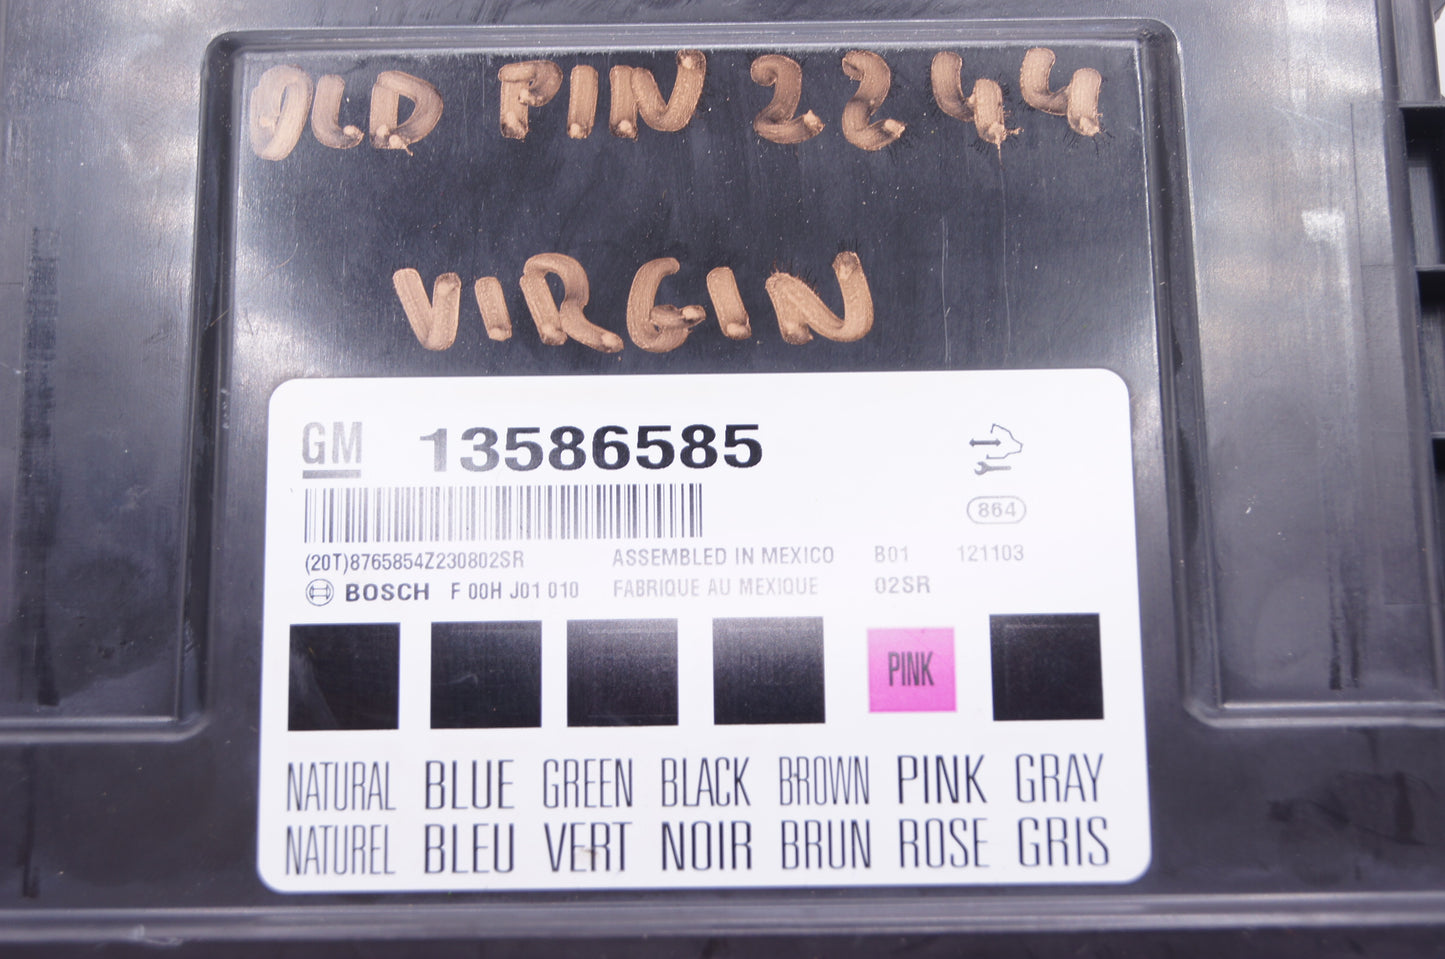 OLD PIN 2244
VIRGIN
GM 13586585
864
(20T)8765854Z230802SR ASSEMBLED IN MEXICO B01 121103
BOSCH F 00H J01 010 FABRIQUE AU MEXIQUE 02SR
PINK
NATURAL BLUE GREEN BLACK BROWN PINK GRAY
NATUREL BLEU VERT NOIR BRUN ROSE GRIS